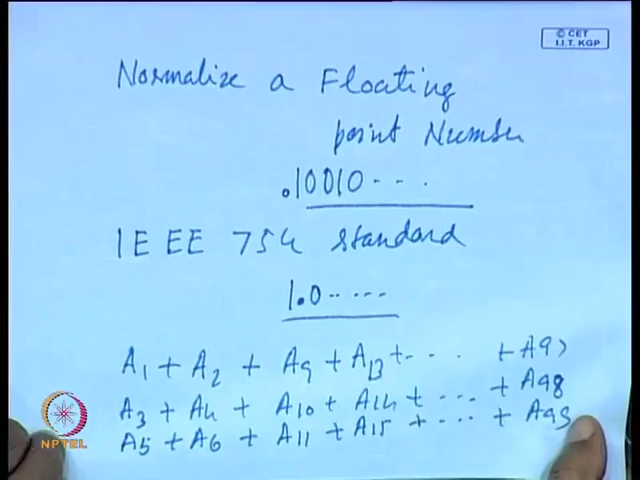 © CET
I.I.T. KGP
Normalize a Floating
point Number
.10010--.
IEEE 754 standard
1.0-----
A1 + A2 + A9 + A13 + --. + A97
A3 + A4 + A10 + A14 + --- + A98
A5 + A6 + A11 + A15 + --- + A99
NPTEL